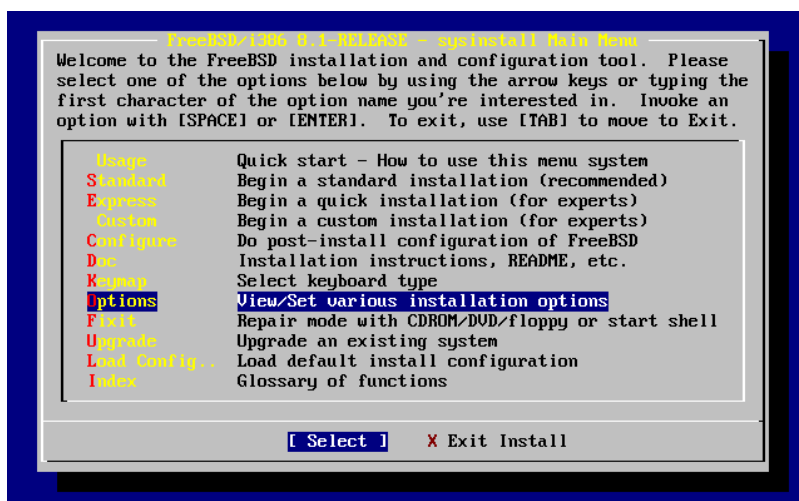 FreeBSD/i386 8.1-RELEASE - sysinstall Main Menu
Welcome to the FreeBSD installation and configuration tool.  Please
select one of the options below by using the arrow keys or typing the
first character of the option name you're interested in.  Invoke an
option with [SPACE] or [ENTER].  To exit, use [TAB] to move to Exit.
Usage Quick start - How to use this menu system
Standard Begin a standard installation (recommended)
Express Begin a quick installation (for experts)
Custom Begin a custom installation (for experts)
Configure Do post-install configuration of FreeBSD
Doc Installation instructions, README, etc.
Keymap Select keyboard type
Options View/Set various installation options
Fixit Repair mode with CDROM/DVD/floppy or start shell
Upgrade Upgrade an existing system
Load Config.. Load default install configuration
Index Glossary of functions
[ Select ] X Exit Install